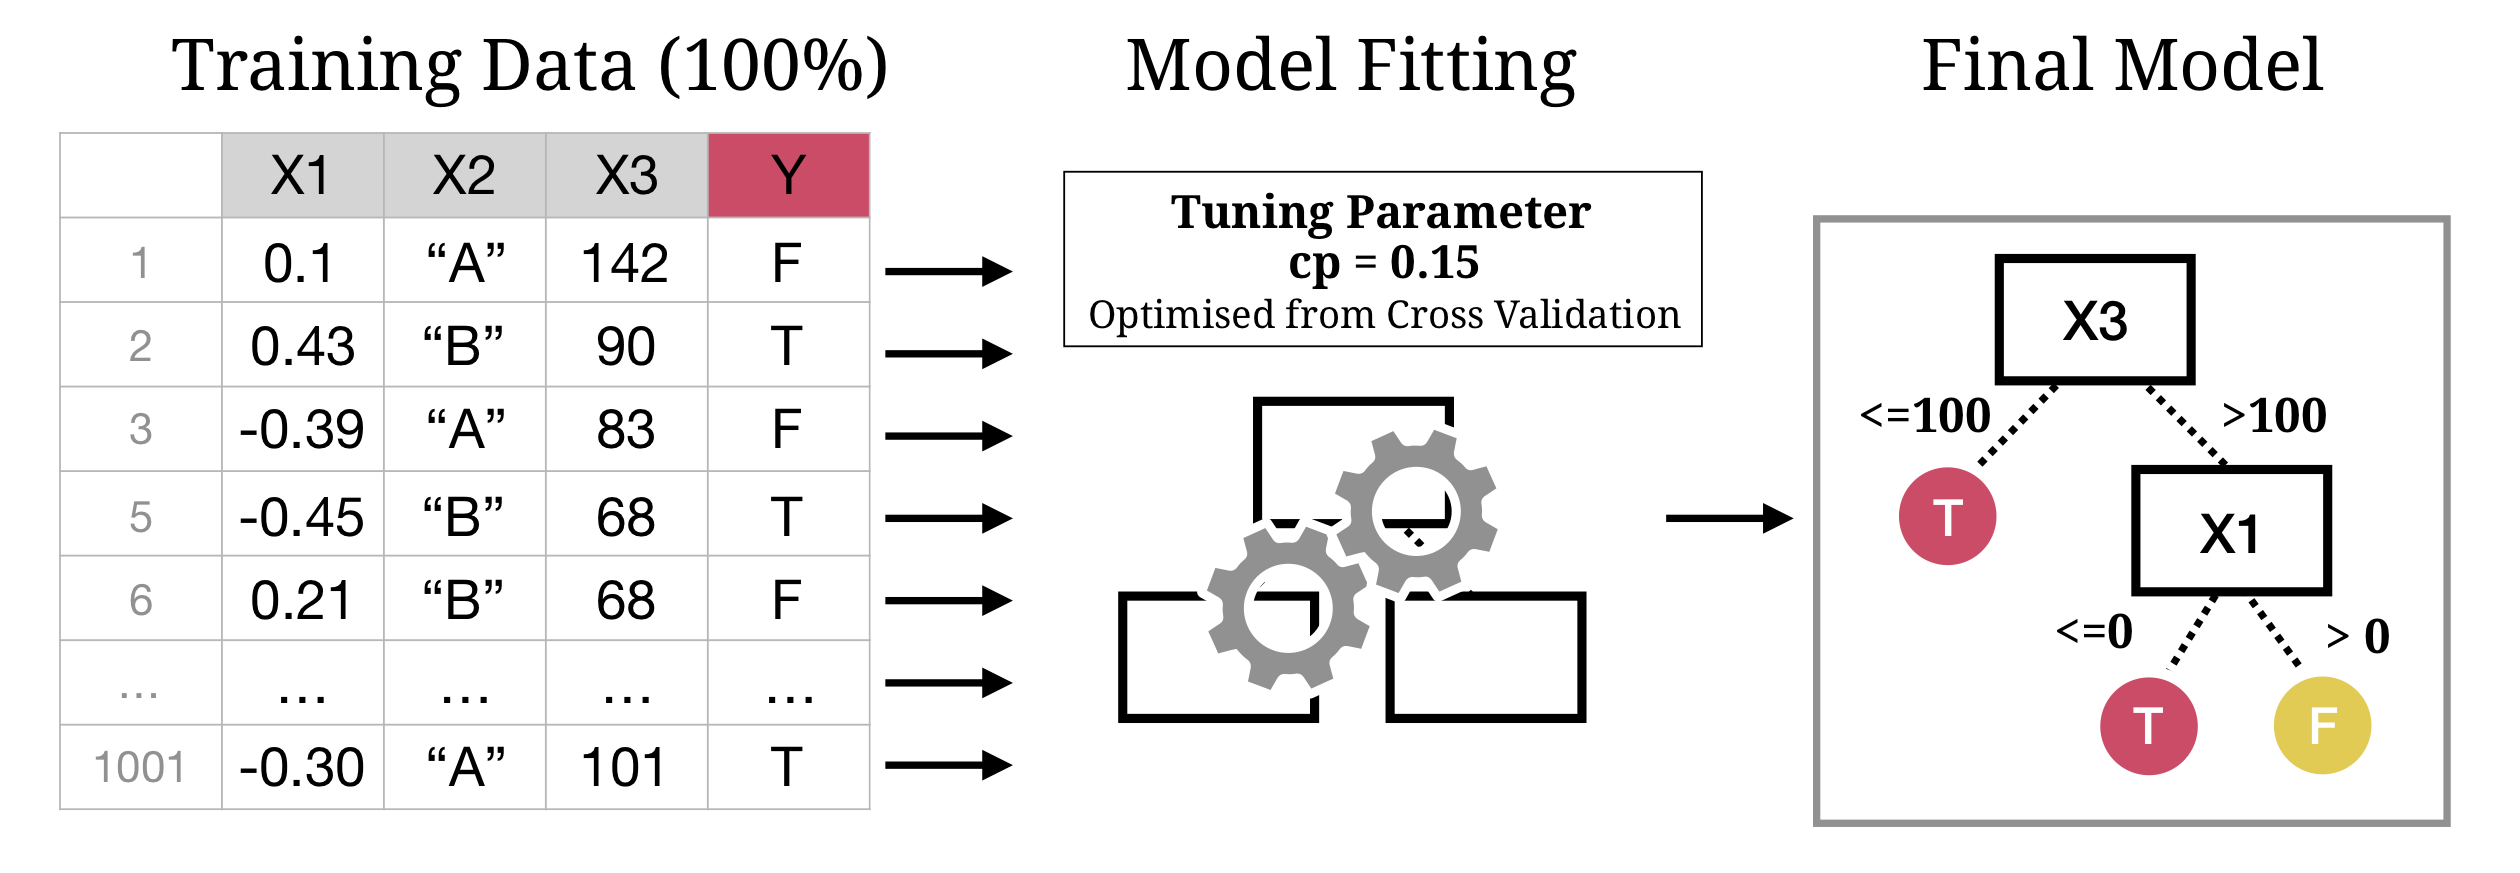 Training Data (100%)
Model Fitting
Final Model
X1 X2 X3 Y
1 0.1 “A” 142 F
2 0.43 “B” 90 T
3 -0.39 “A” 83 F
5 -0.45 “B” 68 T
6 0.21 “B” 68 F
... ... ... ... ...
1001 -0.30 “A” 101 T
Tuning Parameter
cp = 0.15
Optimised from Cross Validation
X3
<=100 >100
T
X1
<=0 > 0
T F